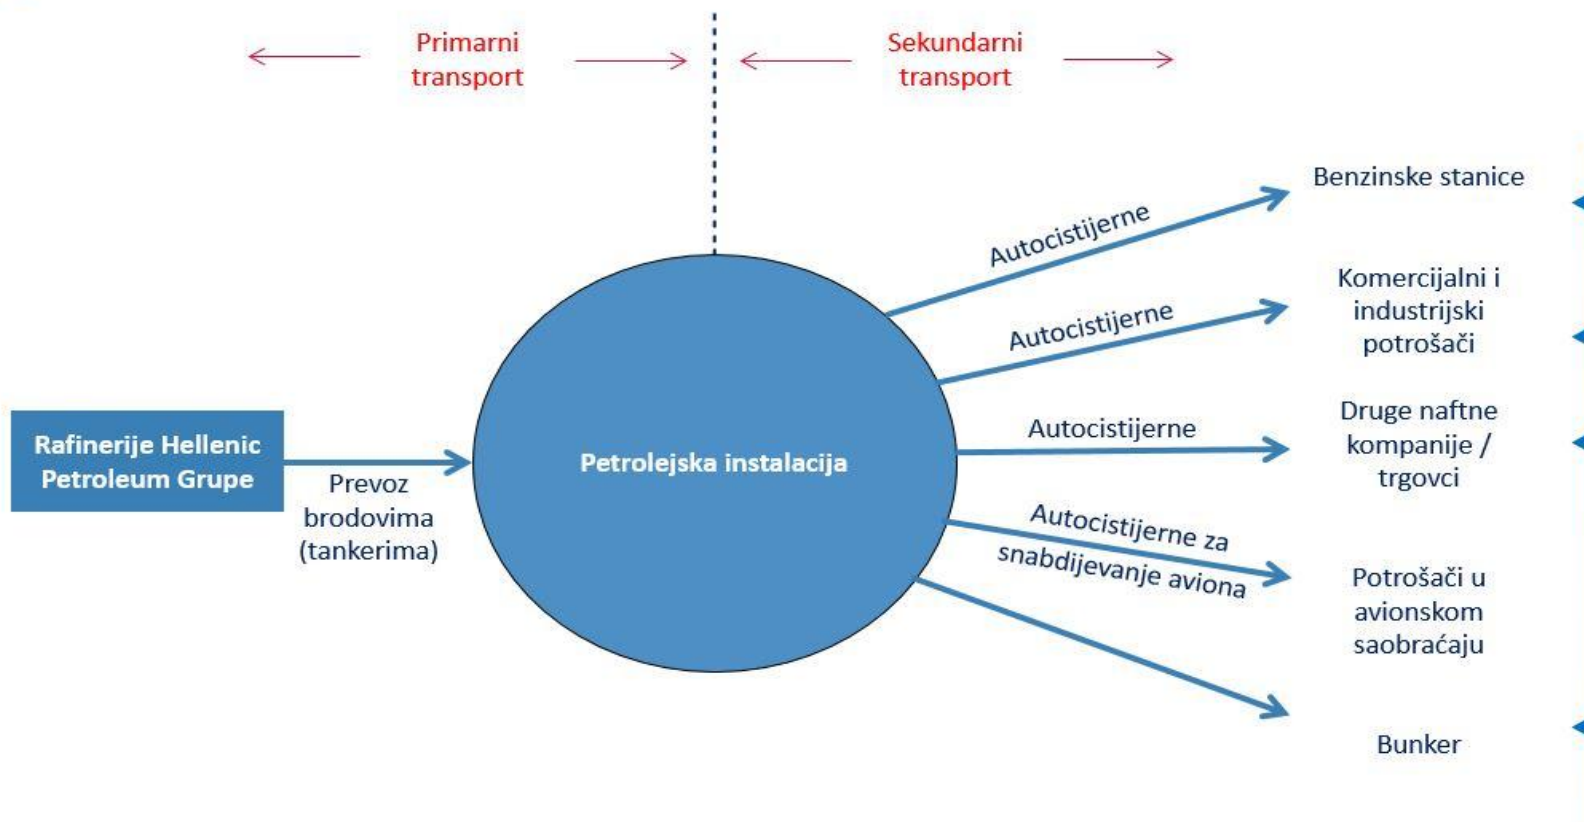 Primarni
transport
Sekundarni
transport
Benzinske stanice
Autocistijerne
Komercijalni i
industrijski
potrošači
Autocistijerne
Druge naftne
kompanije /
trgovci
Autocistijerne
Rafinerije Hellenic
Petroleum Grupe
Prevoz
brodovima
(tankerima)
Petrolejska instalacija
Autocistijerne za
snabdijevanje aviona
Potrošači u
avionskom
saobraćaju
Bunker